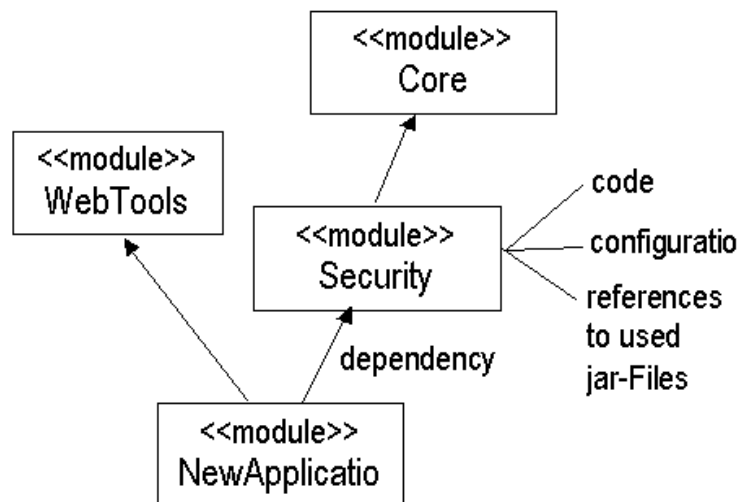 <<module>>
Core
<<module>>
WebTools
<<module>>
Security
code
configuratio
references
to used
jar-Files
dependency
<<module>>
NewApplicatio